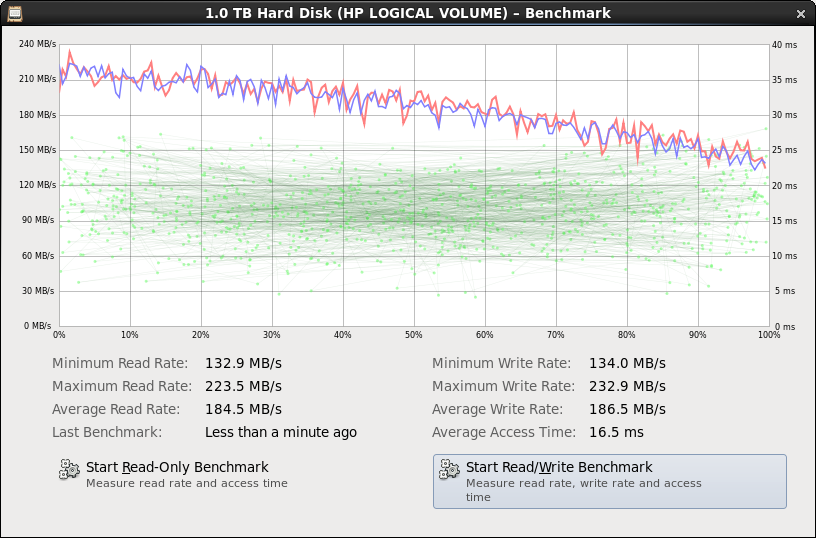 1.0 TB Hard Disk (HP LOGICAL VOLUME) – Benchmark
240 MB/s
40 ms
210 MB/s
35 ms
180 MB/s
30 ms
150 MB/s
25 ms
120 MB/s
20 ms
90 MB/s
15 ms
60 MB/s
10 ms
30 MB/s
5 ms
0 MB/s
0 ms
0% 10% 20% 30% 40% 50% 60% 70% 80% 90% 100%
Minimum Read Rate: 132.9 MB/s
Minimum Write Rate: 134.0 MB/s
Maximum Read Rate: 223.5 MB/s
Maximum Write Rate: 232.9 MB/s
Average Read Rate: 184.5 MB/s
Average Write Rate: 186.5 MB/s
Last Benchmark: Less than a minute ago
Average Access Time: 16.5 ms
Start Read-Only Benchmark
Measure read rate and access time
Start Read/Write Benchmark
Measure read rate, write rate and access
time